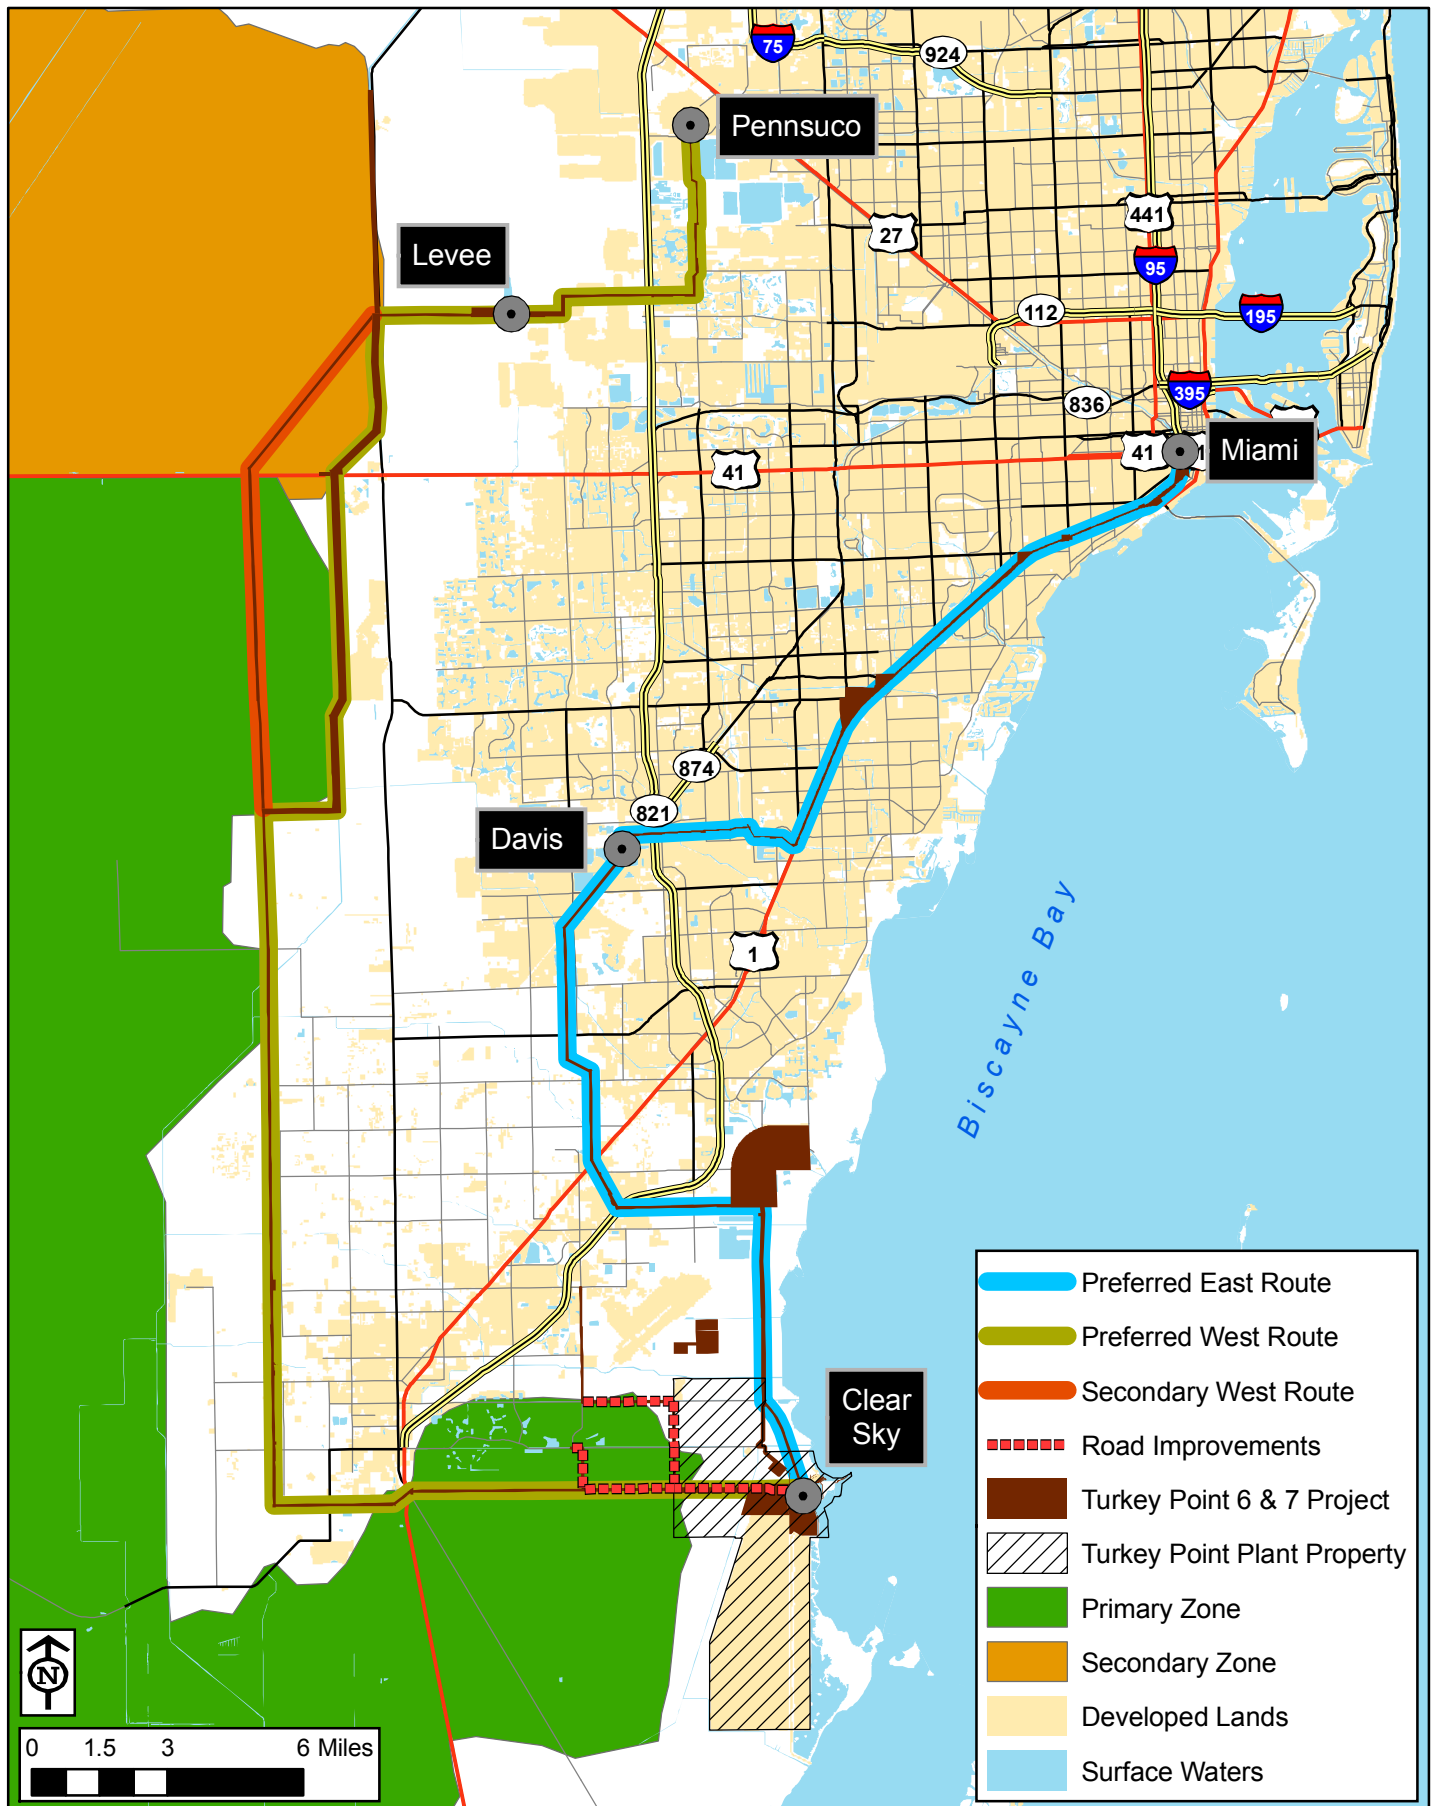 75
924
Pennsuco
441
27
Levee
95
112
195
395
836
41
41
1
Miami
874
821
Davis
1
Biscayne Bay
Clear
Sky
Preferred East Route
Preferred West Route
Secondary West Route
Road Improvements
Turkey Point 6 & 7 Project
Turkey Point Plant Property
Primary Zone
Secondary Zone
Developed Lands
Surface Waters
N
0 1.5 3 6 Miles